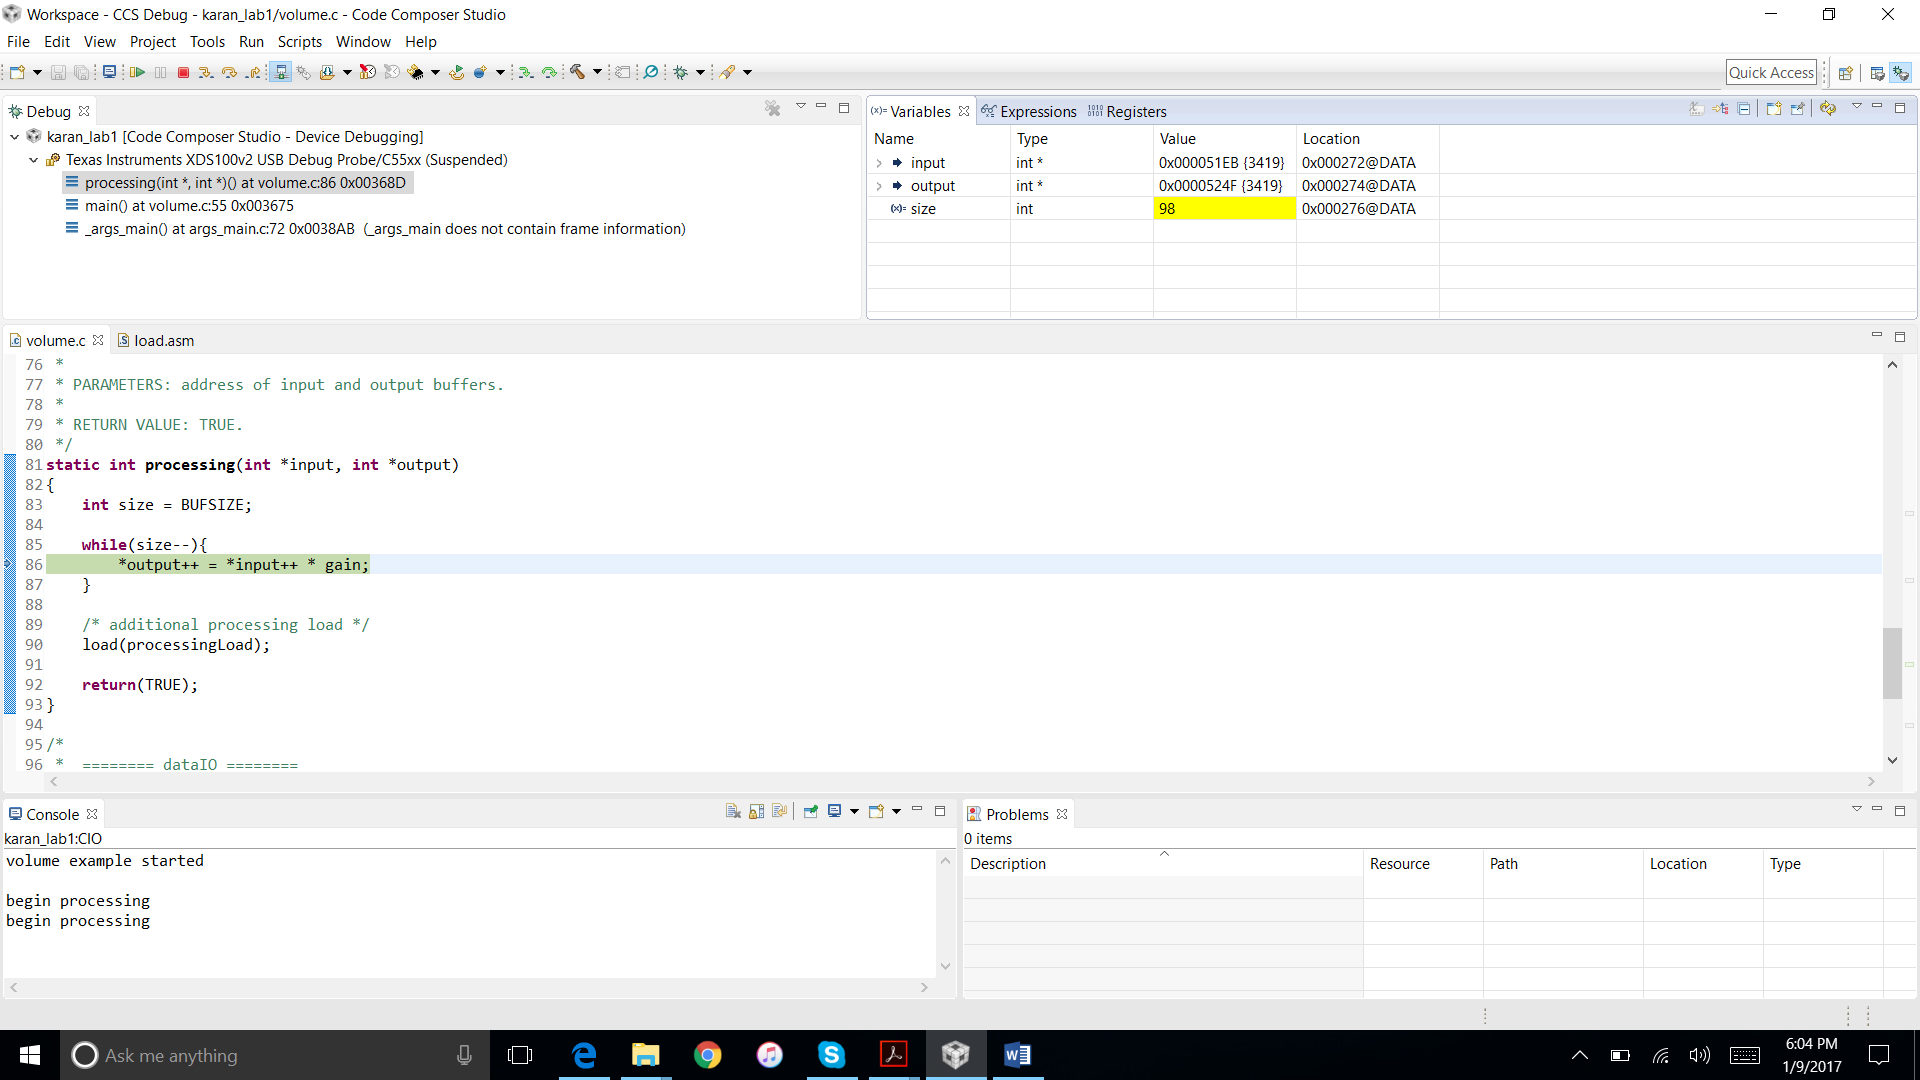 Workspace - CCS Debug - karan_lab1/volume.c - Code Composer Studio
File Edit View Project Tools Run Scripts Window Help
Quick Access
Debug
karan_lab1 [Code Composer Studio - Device Debugging]
Texas Instruments XDS100v2 USB Debug Probe/C55xx (Suspended)
processing(int *, int *)() at volume.c:86 0x00368D
main() at volume.c:55 0x003675
_args_main() at args_main.c:72 0x0038AB (_args_main does not contain frame information)
(x)= Variables Expressions 1010 0101 Registers
Name Type Value Location
input int * 0x000051EB {3419} 0x000272@DATA
output int * 0x0000524F {3419} 0x000274@DATA
(x)= size int 98 0x000276@DATA
volume.c load.asm
76 *
77 * PARAMETERS: address of input and output buffers.
78 *
79 * RETURN VALUE: TRUE.
80 */
81 static int processing(int *input, int *output)
82 {
83 int size = BUFSIZE;
84
85 while(size--){
86 *output++ = *input++ * gain;
87 }
88
89 /* additional processing load */
90 load(processingLoad);
91
92 return(TRUE);
93 }
94
95 /*
96 * ======== dataIO ========
Console
karan_lab1:CIO
volume example started
begin processing
begin processing
Problems
0 items
Description Resource Path Location Type
Ask me anything
6:04 PM
1/9/2017